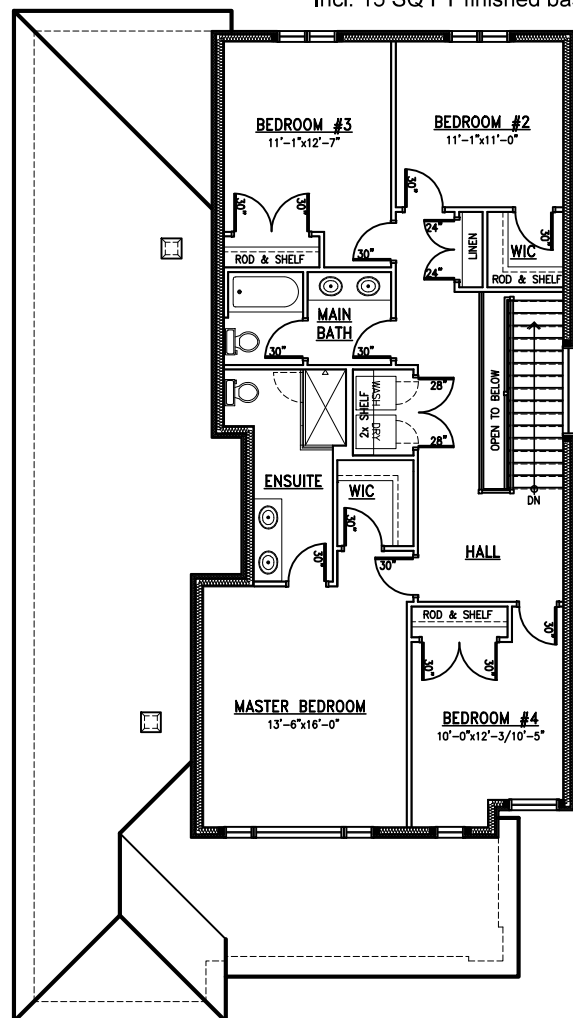 Incl. 15 SQ FT finished ba
BEDROOM #3
11'-1"x12'-7"
BEDROOM #2
11'-1"x11'-0"
30"
30"
30"
30"
24"
24"
LINEN
30"
WIC
ROD & SHELF
ROD & SHELF
MAIN
BATH
30"
30"
OPEN TO BELOW
2x SHELF
WASH
DRY
28"
28"
ENSUITE
WIC
30"
30"
30"
DN
HALL
ROD & SHELF
30"
30"
30"
MASTER BEDROOM
13'-6"x16'-0"
BEDROOM #4
10'-0"x12'-3/10'-5"